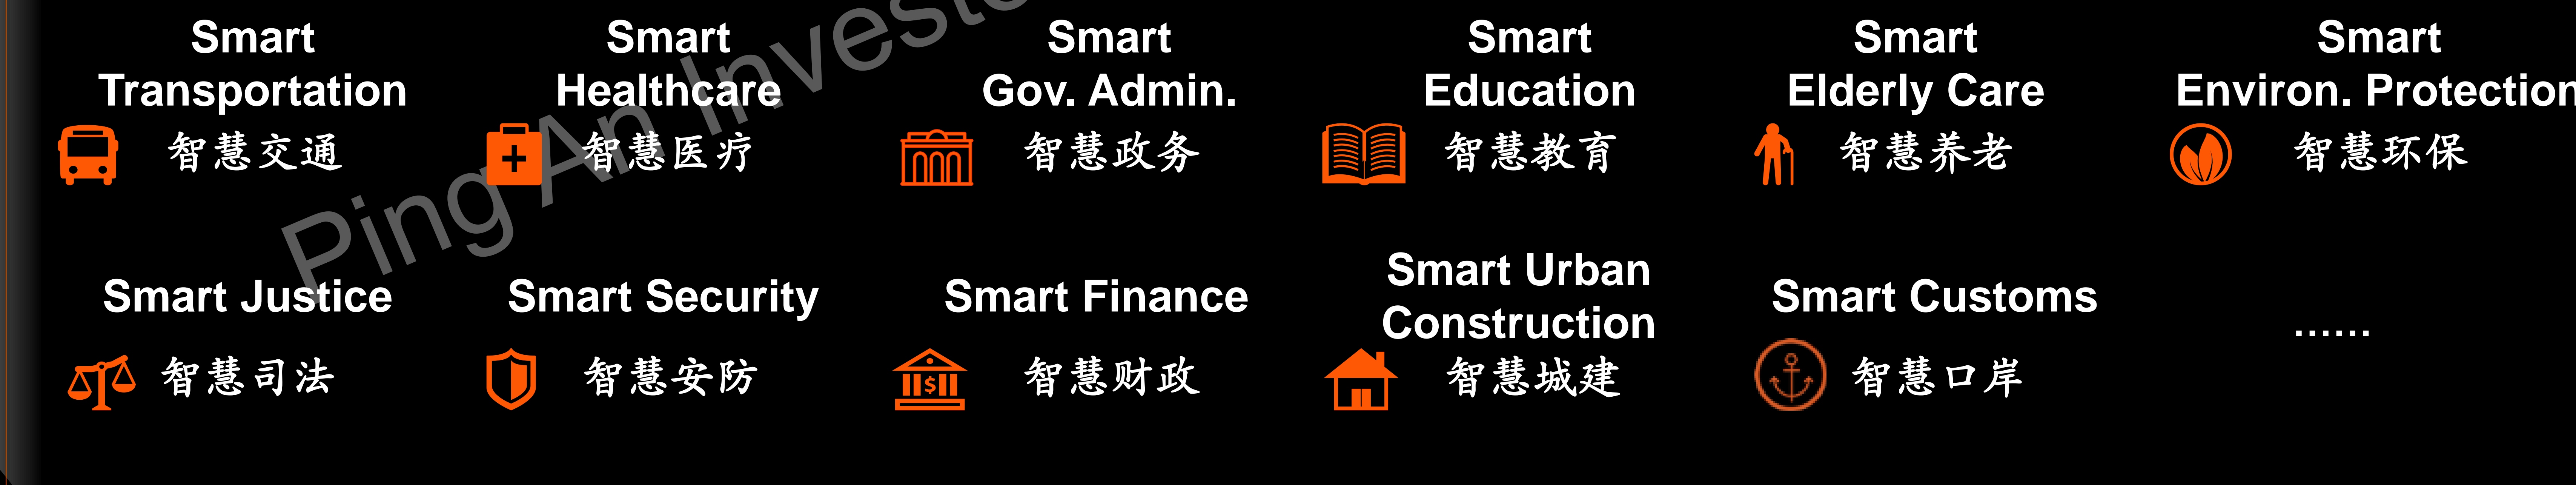 Smart
Transportation
智慧交通
Smart
Healthcare
智慧医疗
Smart
Gov. Admin.
智慧政务
Smart
Education
智慧教育
Smart
Elderly Care
智慧养老
Smart
Environ. Protection
智慧环保
Smart Justice
智慧司法
Smart Security
智慧安防
Smart Finance
智慧财政
$
Smart Urban
Construction
智慧城建
Smart Customs
智慧口岸
......
Ping An